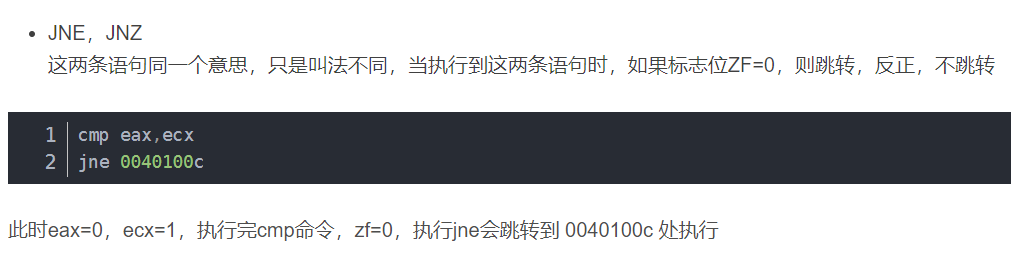 JNE，JNZ
这两条语句同一个意思，只是叫法不同，当执行到这两条语句时，如果标志位ZF=0，则跳转，反正，不跳转
1 cmp eax,ecx
2 jne 0040100c
此时eax=0，ecx=1，执行完cmp命令，zf=0，执行jne会跳转到 0040100c 处执行